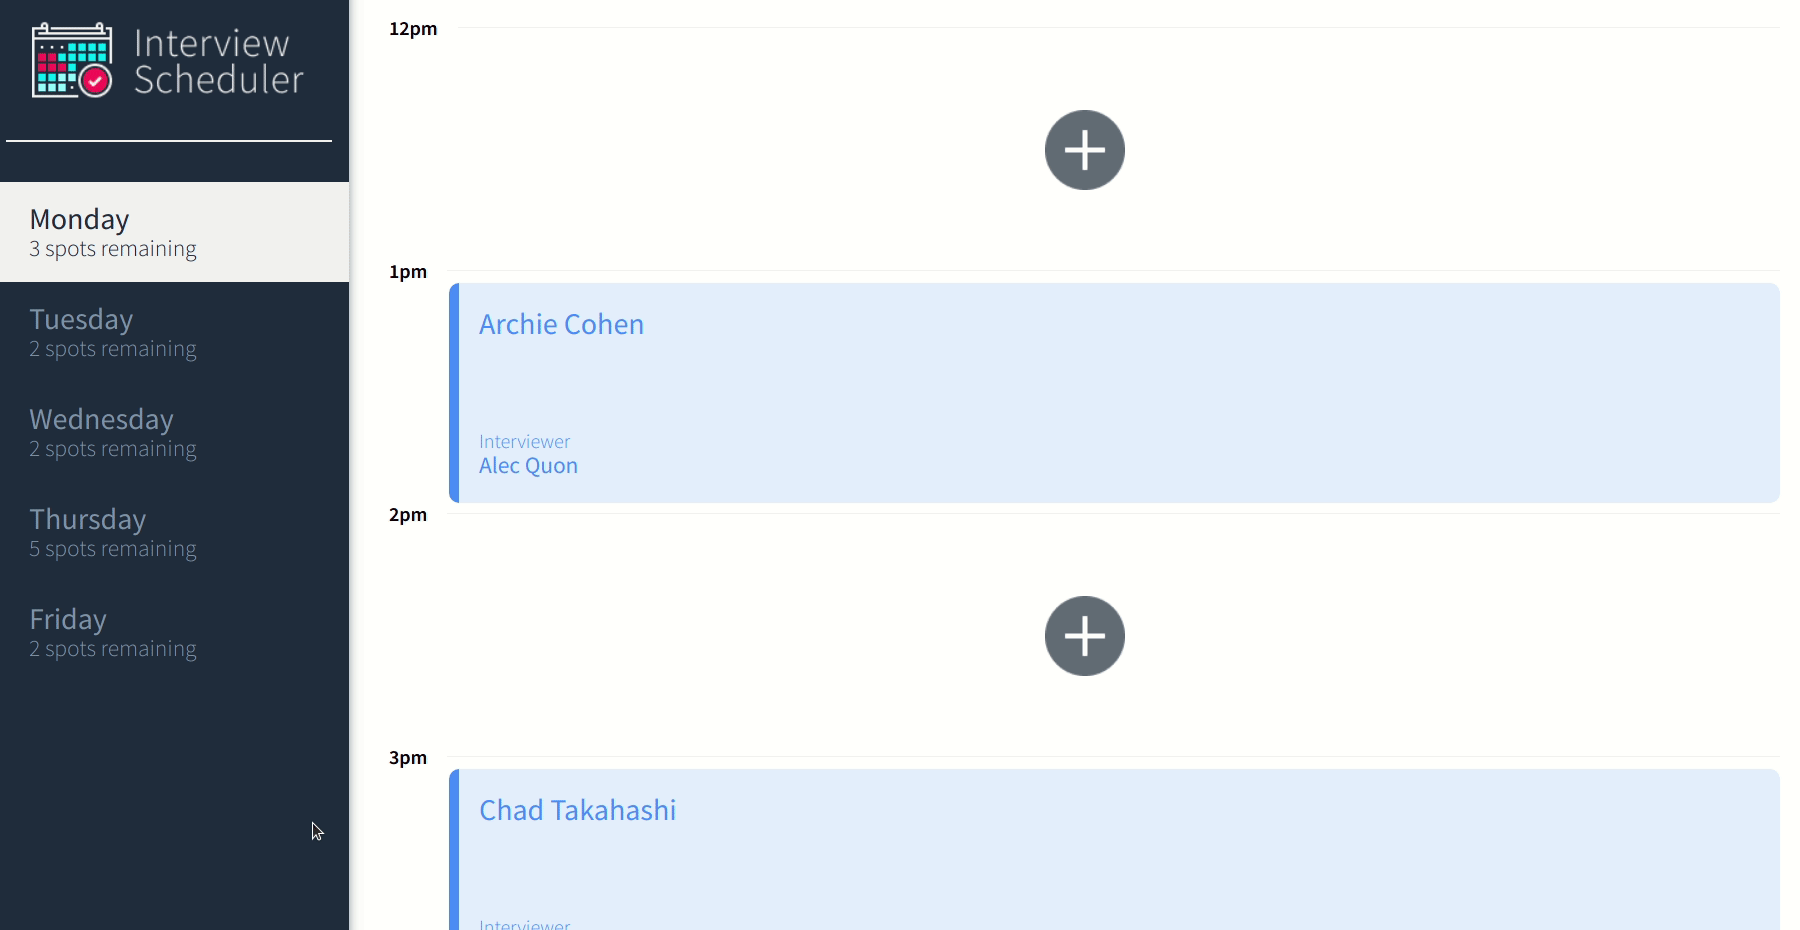 Interview
Scheduler
Monday
3 spots remaining
Tuesday
2 spots remaining
Wednesday
2 spots remaining
Thursday
5 spots remaining
Friday
2 spots remaining
12pm
1pm
Archie Cohen
Interviewer
Alec Quon
2pm
3pm
Chad Takahashi
Interviewer